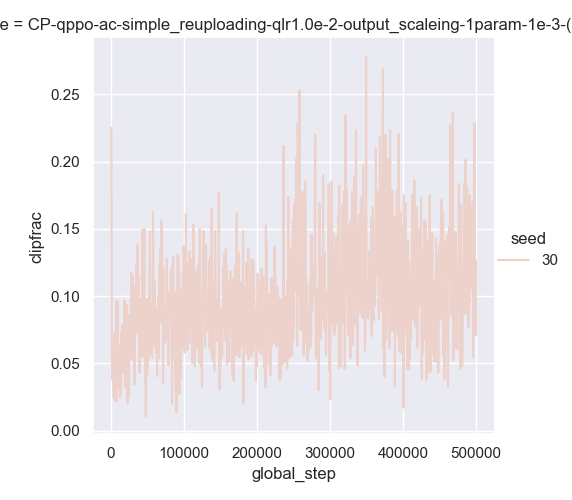 e = CP-qppo-ac-simple_reuploading-qlr1.0e-2-output_scaleing-1param-1e-3-(
0.25
0.20
0.15
0.10
0.05
0.00
clipfrac
0 100000 200000 300000 400000 500000
global_step
seed
30